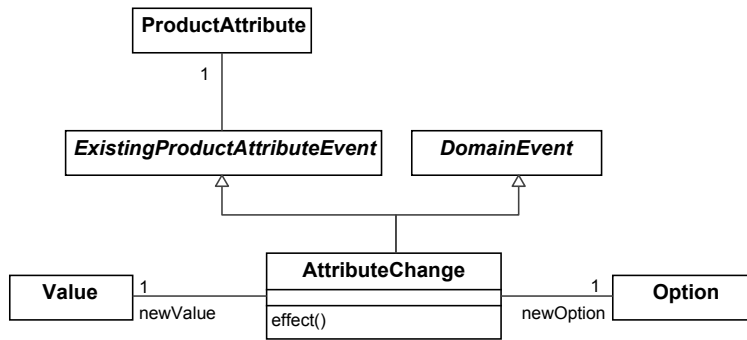 ProductAttribute
1
ExistingProductAttributeEvent
DomainEvent
AttributeChange
Value
1
newValue
effect()
1
newOption
Option